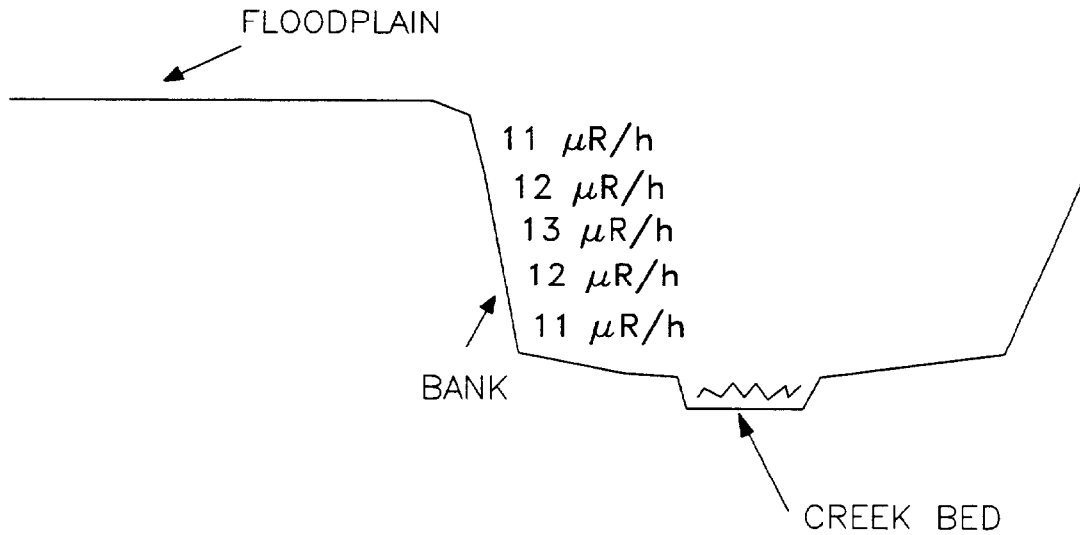 FLOODPLAIN
11 μR/h
12 μR/h
13 μR/h
12 μR/h
11 μR/h
BANK
CREEK BED